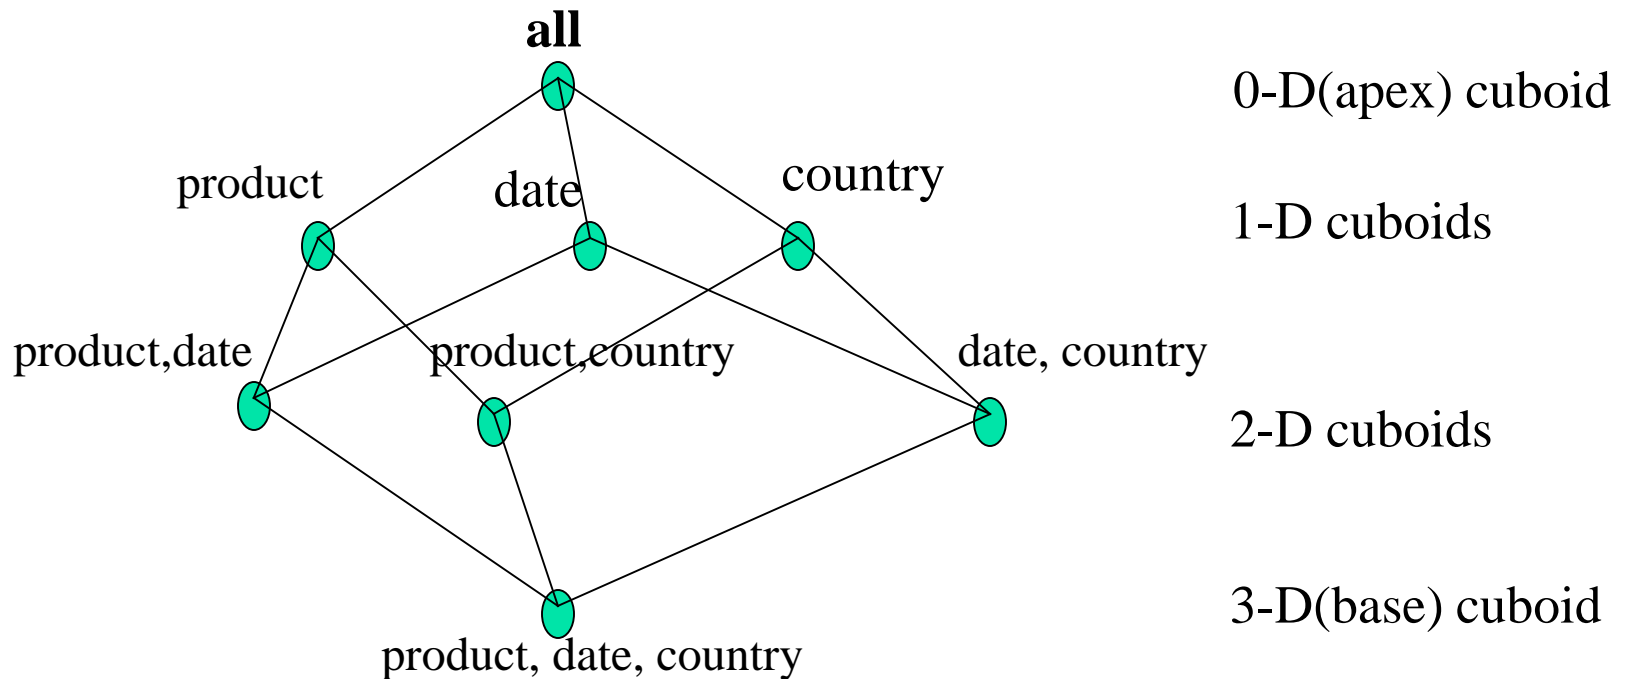 all
0-D(apex) cuboid
product
date
country
1-D cuboids
product,date
product,country
date, country
2-D cuboids
3-D(base) cuboid
product, date, country